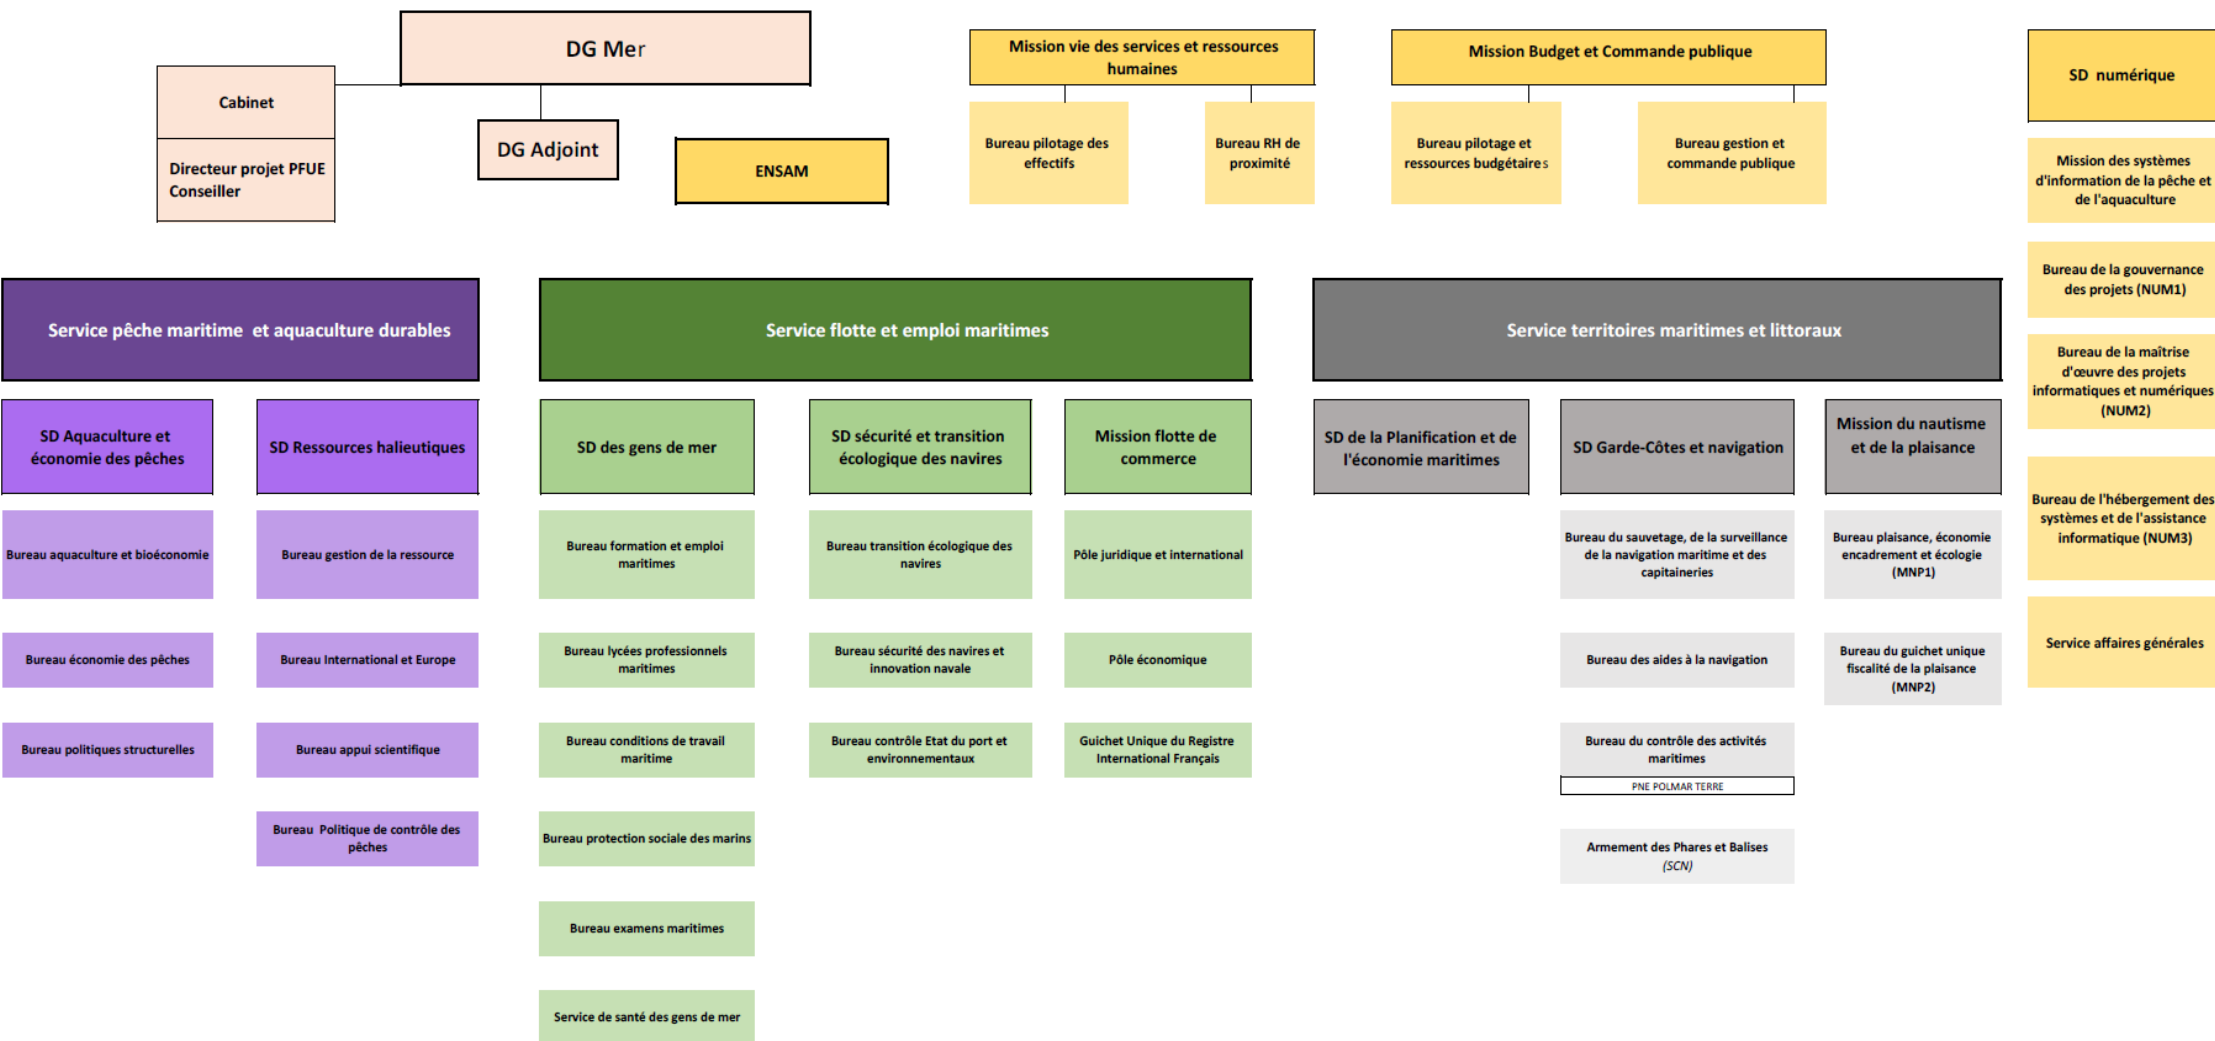 DG Mer
Cabinet
Directeur projet PFUE
Conseiller
DG Adjoint
ENSAM
Mission vie des services et ressources
humaines
Bureau pilotage des
effectifs
Bureau RH de
proximité
Mission Budget et Commande publique
Bureau pilotage et
ressources budgétaires
Bureau gestion et
commande publique
SD numérique
Mission des systèmes
d'information de la pêche et
de l'aquaculture
Bureau de la gouvernance
des projets (NUM1)
Bureau de la maîtrise
d'œuvre des projets
informatiques et numériques
(NUM2)
Bureau de l'hébergement des
systèmes et de l'assistance
informatique (NUM3)
Service affaires générales
Service pêche maritime et aquaculture durables
SD Aquaculture et
économie des pêches
Bureau aquaculture et bioéconomie
Bureau économie des pêches
Bureau politiques structurelles
SD Ressources halieutiques
Bureau gestion de la ressource
Bureau International et Europe
Bureau appui scientifique
Bureau Politique de contrôle des
pêches
Service flotte et emploi maritimes
SD des gens de mer
Bureau formation et emploi
maritimes
Bureau lycées professionnels
maritimes
Bureau conditions de travail
maritime
Bureau protection sociale des marins
Bureau examens maritimes
Service de santé des gens de mer
SD sécurité et transition
écologique des navires
Bureau transition écologique des
navires
Bureau sécurité des navires et
innovation navale
Bureau contrôle Etat du port et
environnementaux
Mission flotte de
commerce
Pôle juridique et international
Pôle économique
Guichet Unique du Registre
International Français
Service territoires maritimes et littoraux
SD de la Planification et de
l'économie maritimes
SD Garde-Côtes et navigation
Bureau du sauvetage, de la surveillance
de la navigation maritime et des
capitaineries
Bureau des aides à la navigation
Bureau du contrôle des activités
maritimes
PNE POLMAR TERRE
Armement des Phares et Balises
(SCN)
Mission du nautisme
et de la plaisance
Bureau plaisance, économie
encadrement et écologie
(MNP1)
Bureau du guichet unique
fiscalité de la plaisance
(MNP2)